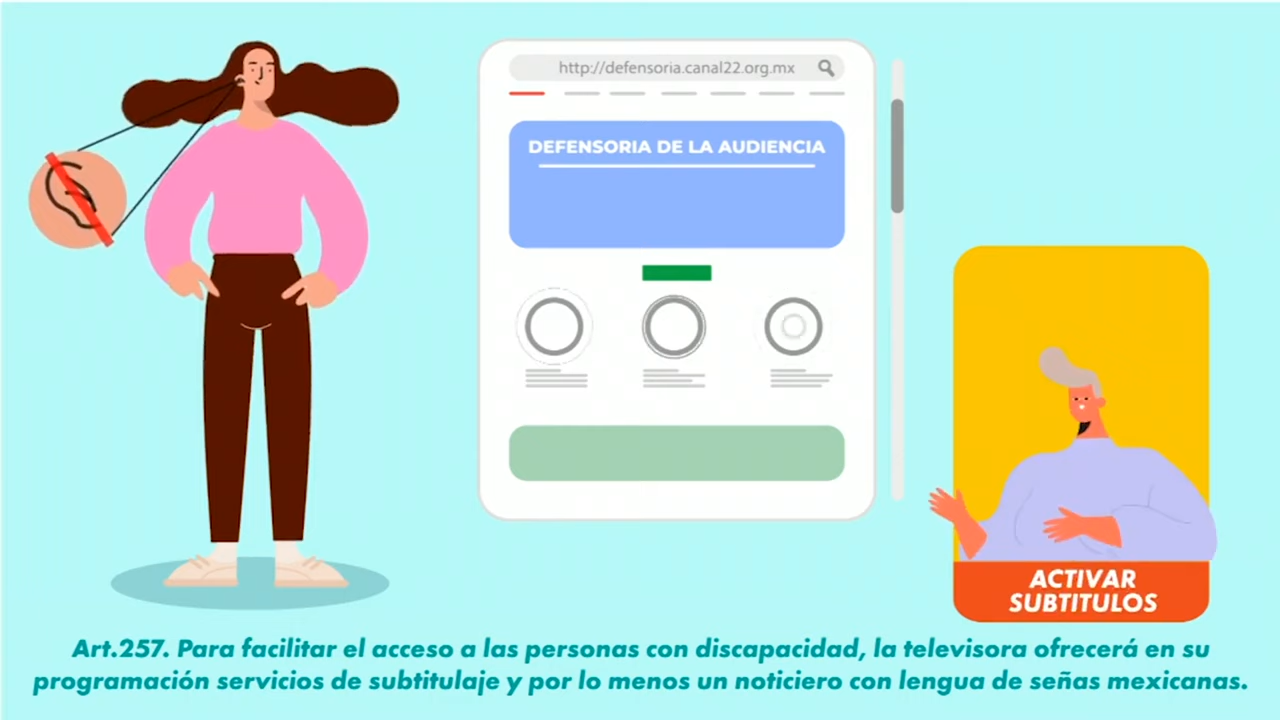 http://defensoria.canal22.org.mx
DEFENSORIA DE LA AUDIENCIA
ACTIVAR
SUBTITULOS
Art.257. Para facilitar el acceso a las personas con discapacidad, la televisora ofrecerá en su
programación servicios de subtitulaje y por lo menos un noticiero con lengua de señas mexicanas.